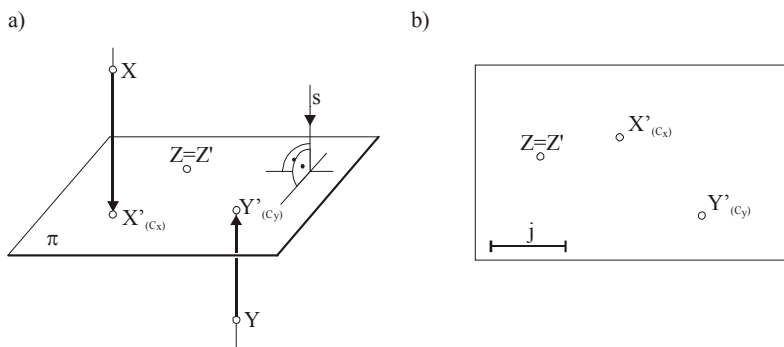 a)
X
s
Z=Z'
X'(Cx)
Y'(Cy)
π
Y
b)
X'(Cx)
Z=Z'
Y'(Cy)
j